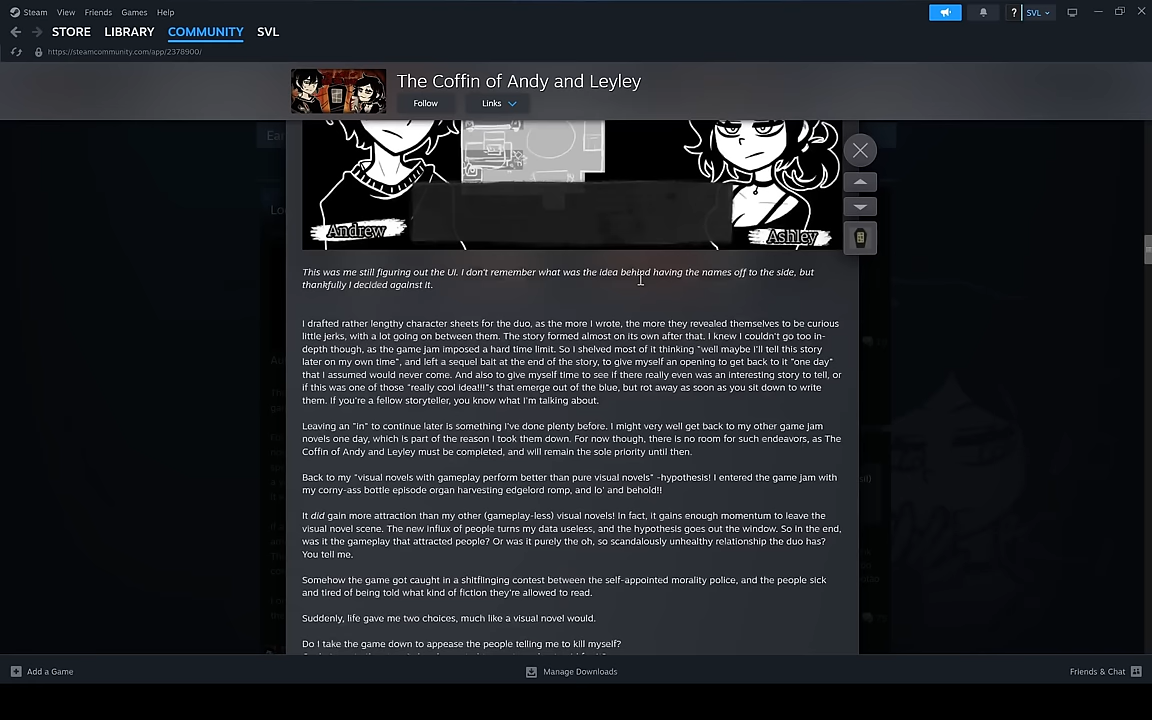 Steam View Friends Games Help
? SVL
STORE LIBRARY COMMUNITY SVL
https://steamcommunity.com/app/2378900/
The Coffin of Andy and Leyley
Follow Links
Andrew
Ashley
This was me still figuring out the UI. I don't remember what was the idea behind having the names off to the side, but
thankfully I decided against it.
I drafted rather lengthy character sheets for the duo, as the more I wrote, the more they revealed themselves to be curious
little jerks, with a lot going on between them. The story formed almost on its own after that. I knew I couldn't go too in-
depth though, as the game jam imposed a hard time limit. So I shelved most of it thinking "well maybe I'll tell this story
later on my own time", and left a sequel bait at the end of the story, to give myself an opening to get back to it "one day"
that I assumed would never come. And also to give myself time to see if there really even was an interesting story to tell, or
if this was one of those "really cool idea!!!"s that emerge out of the blue, but rot away as soon as you sit down to write
them. If you're a fellow storyteller, you know what I'm talking about.
Leaving an "in" to continue later is something I've done plenty before. I might very well get back to my other game jam
novels one day, which is part of the reason I took them down. For now though, there is no room for such endeavors, as The
Coffin of Andy and Leyley must be completed, and will remain the sole priority until then.
Back to my "visual novels with gameplay perform better than pure visual novels" -hypothesis! I entered the game jam with
my corny-ass bottle episode organ harvesting edgelord romp, and lo' and behold!!
It did gain more attraction than my other (gameplay-less) visual novels! In fact, it gains enough momentum to leave the
visual novel scene. The new influx of people turns my data useless, and the hypothesis goes out the window. So in the end,
was it the gameplay that attracted people? Or was it purely the oh, so scandalously unhealthy relationship the duo has?
You tell me.
Somehow the game got caught in a shitflinging contest between the self-appointed morality police, and the people sick
and tired of being told what kind of fiction they're allowed to read.
Suddenly, life gave me two choices, much like a visual novel would.
Do I take the game down to appease the people telling me to kill myself?
Add a Game Manage Downloads Friends & Chat